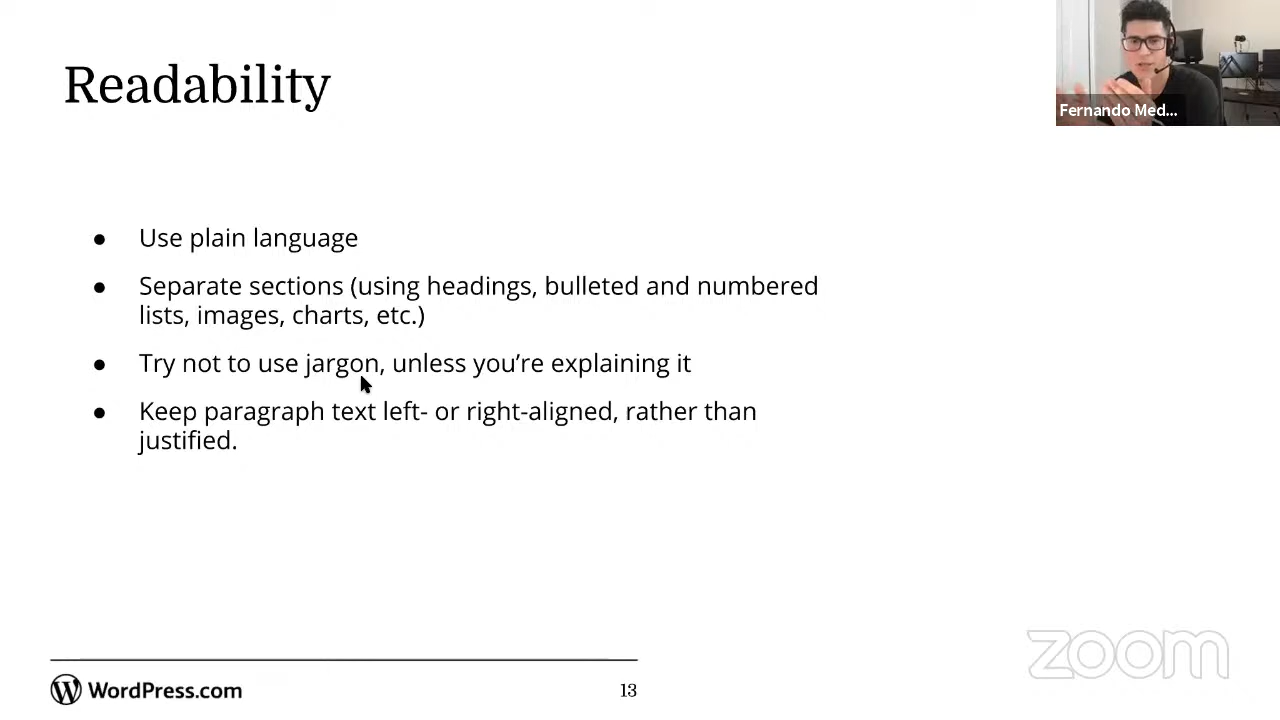 Readability
Fernando Med...
● Use plain language
● Separate sections (using headings, bulleted and numbered
lists, images, charts, etc.)
● Try not to use jargon, unless you’re explaining it
● Keep paragraph text left- or right-aligned, rather than
justified.
zoom
WordPress.com
13